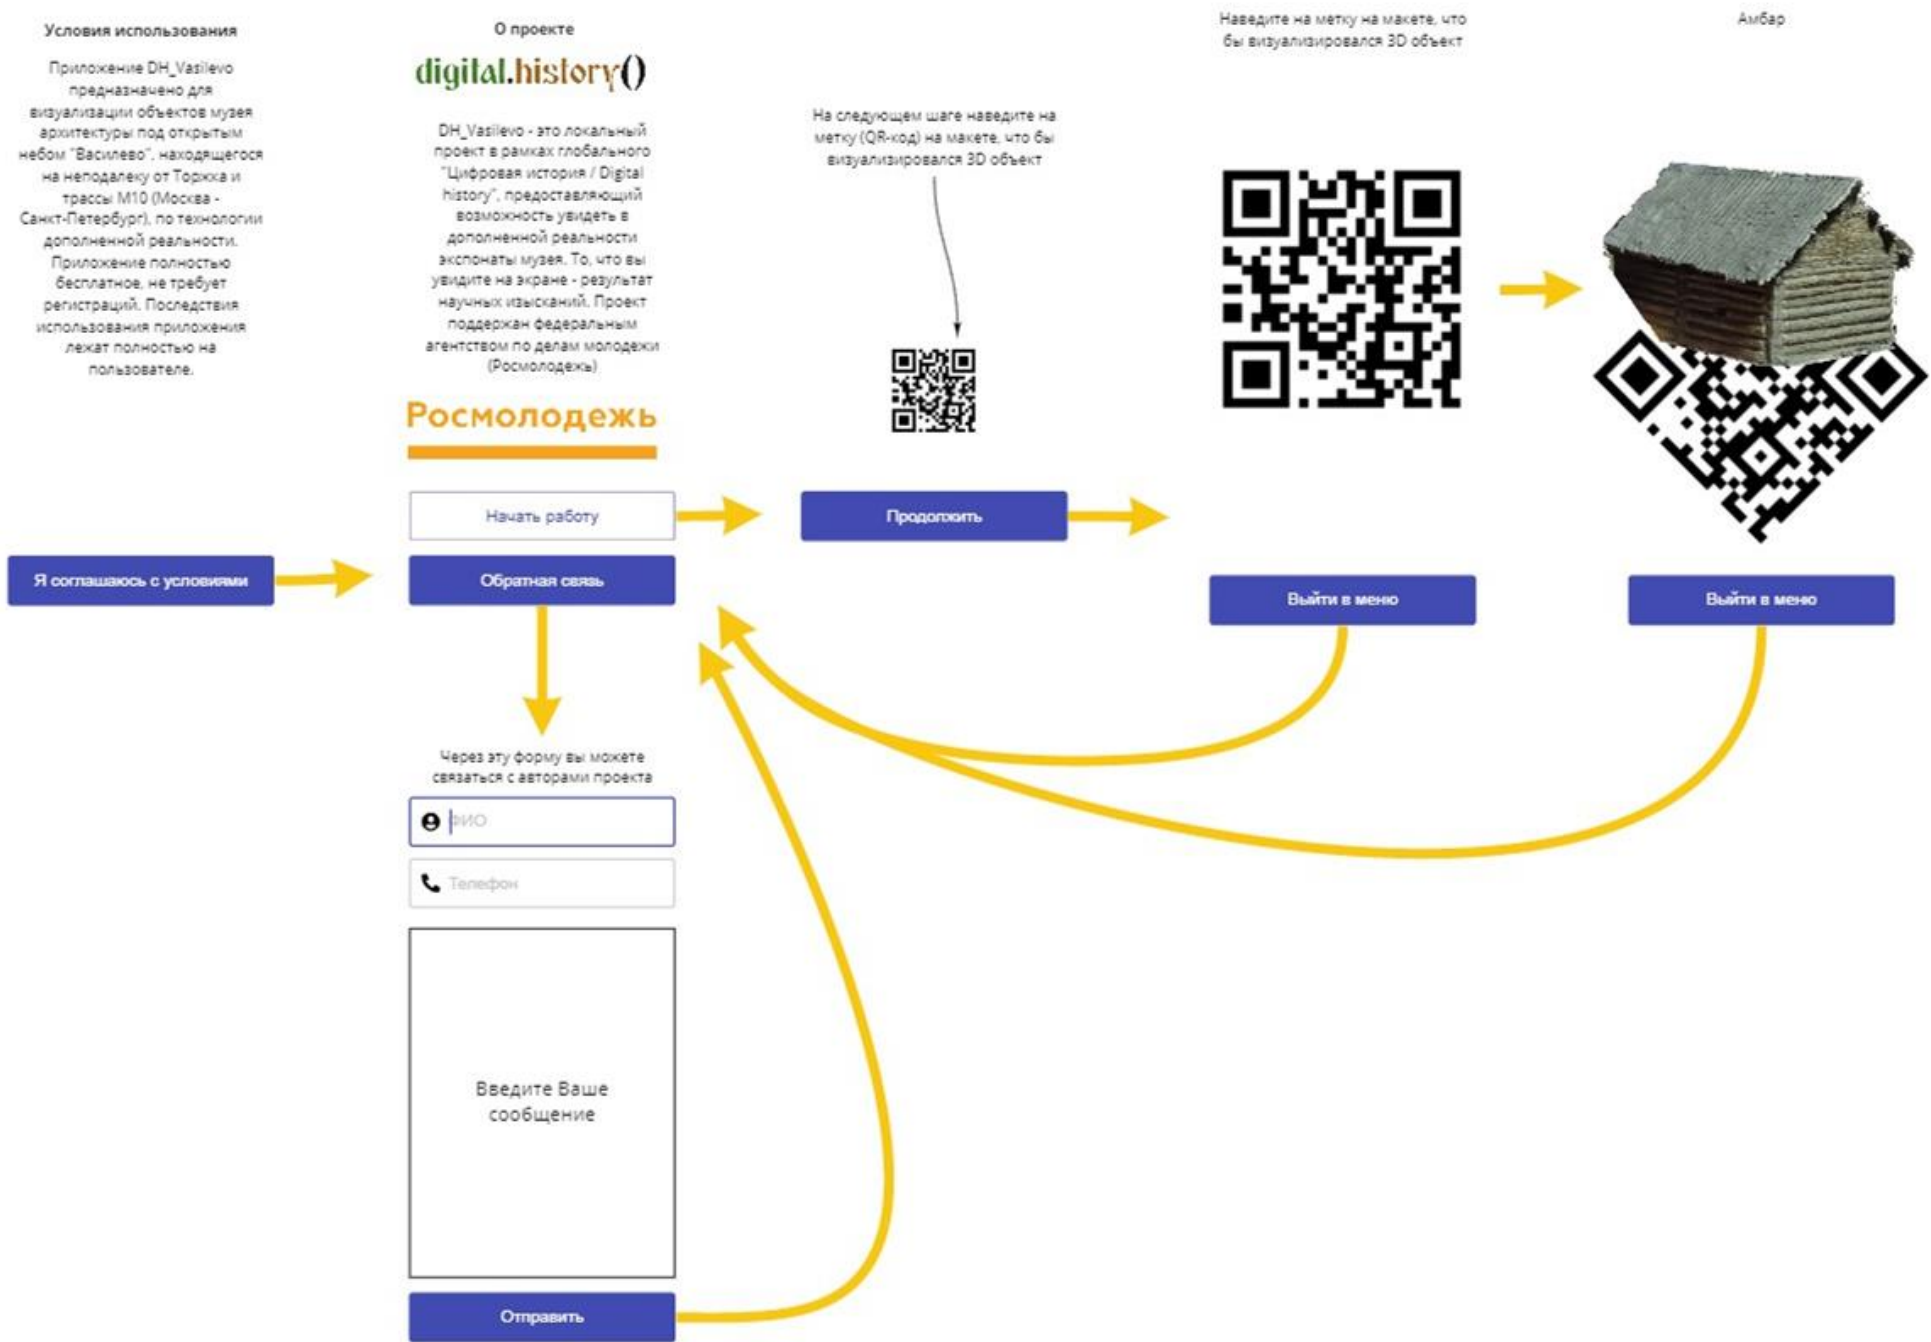 Условия использования
Приложение DH_Vasilevo
предназначено для
визуализации объектов музея
архитектуры под открытым
небом "Василево", находящегося
на неподалеку от Торжка и
трассы М10 (Москва -
Санкт-Петербург), по технологии
дополненной реальности.
Приложение полностью
бесплатное, не требует
регистраций. Последствия
использования приложения
лежат полностью на
пользователе.
Я соглашаюсь с условиями
О проекте
digital.history()
DH_Vasilevo - это локальный
проект в рамках глобального
"Цифровая история / Digital
history", предоставляющий
возможность увидеть в
дополненной реальности
экспонаты музея. То, что вы
увидите на экране - результат
научных изысканий. Проект
поддержан федеральным
агентством по делам молодежи
(Росмолодежь)
Росмолодежь
Начать работу
Обратная связь
Через эту форму вы можете
связаться с авторами проекта
ФИО
Телефон
Введите Ваше
сообщение
Отправить
На следующем шаге наведите на
метку (QR-код) на макете, что бы
визуализировался 3D объект
Продолжить
Наведите на метку на макете, что
бы визуализировался 3D объект
Выйти в меню
Амбар
Выйти в меню